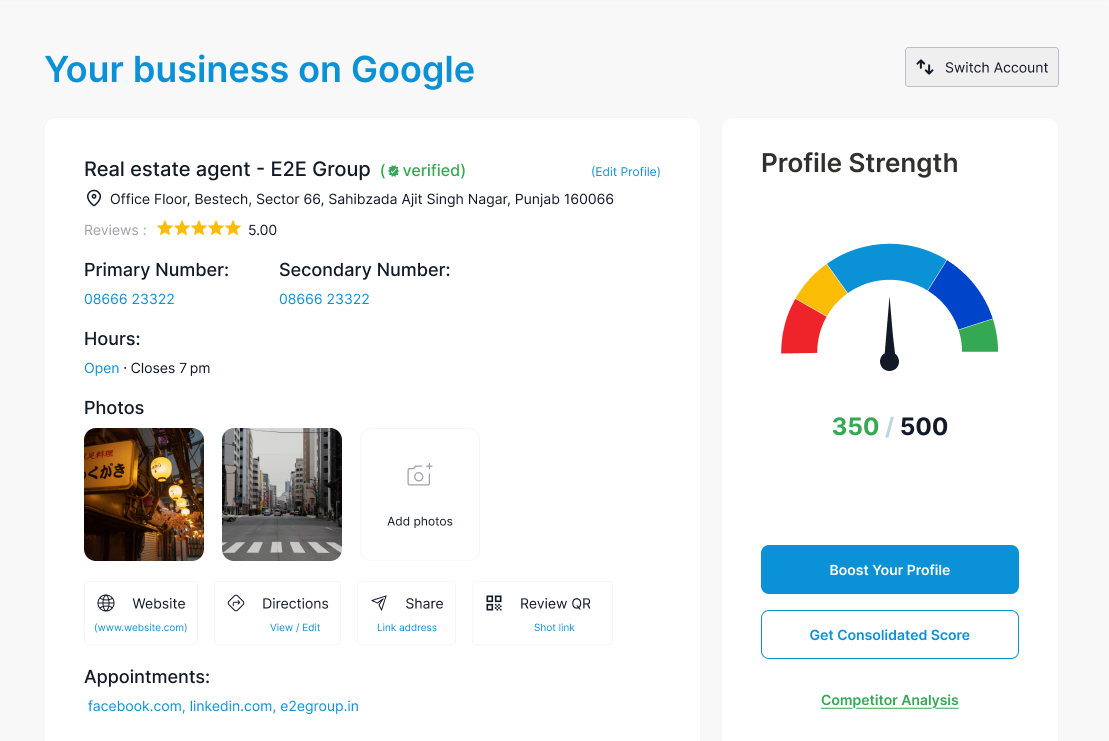 Your business on Google
Switch Account
Real estate agent - E2E Group ( verified)
(Edit Profile)
Office Floor, Bestech, Sector 66, Sahibzada Ajit Singh Nagar, Punjab 160066
Reviews : 5.00
Primary Number:
08666 23322
Secondary Number:
08666 23322
Hours:
Open · Closes 7 pm
Photos
くがき
Add photos
Website
(www.website.com)
Directions
View / Edit
Share
Link address
Review QR
Shot link
Appointments:
facebook.com, linkedin.com, e2egroup.in
Profile Strength
350 / 500
Boost Your Profile
Get Consolidated Score
Competitor Analysis